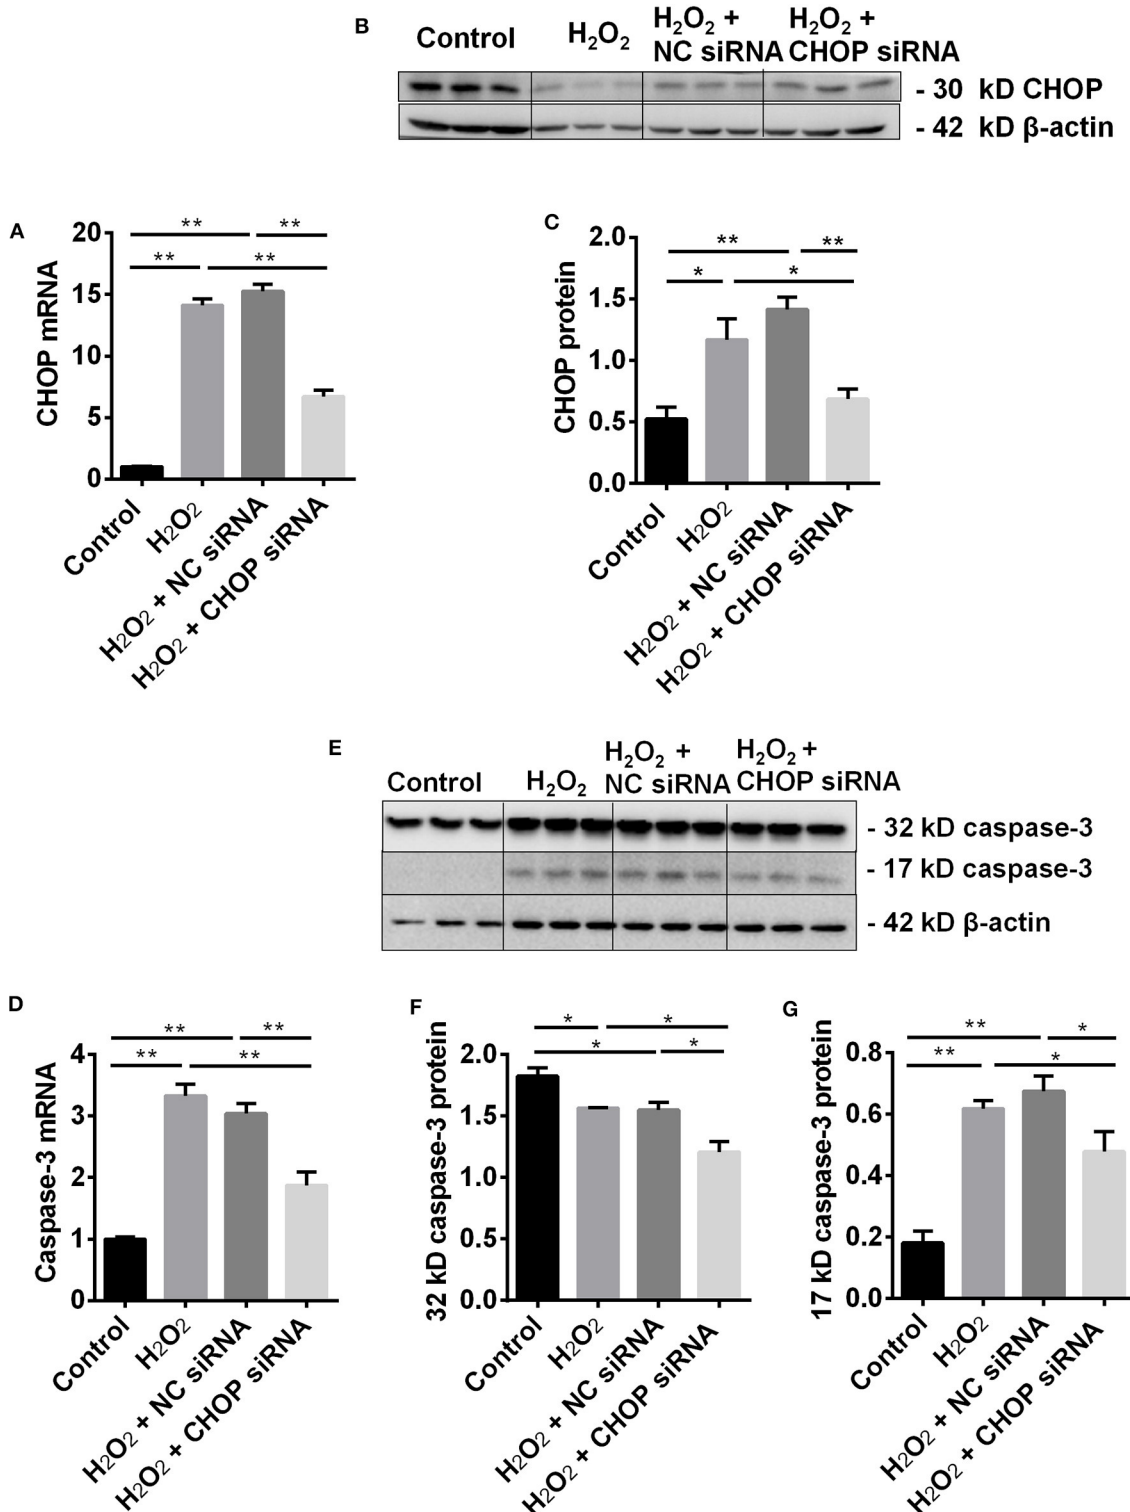 B
Control
H₂O₂
H₂O₂ +
NC siRNA
H₂O₂ +
CHOP siRNA
- 30 kD CHOP
- 42 kD β-actin
A
CHOP mRNA
20
15
10
5
0
**
**
**
**
Control
H₂O₂
H₂O₂ + NC siRNA
H₂O₂ + CHOP siRNA
C
CHOP protein
2.0
1.5
1.0
0.5
0.0
**
**
*
*
Control
H₂O₂
H₂O₂ + NC siRNA
H₂O₂ + CHOP siRNA
E
Control
H₂O₂
H₂O₂ +
NC siRNA
H₂O₂ +
CHOP siRNA
- 32 kD caspase-3
- 17 kD caspase-3
- 42 kD β-actin
D
Caspase-3 mRNA
4
3
2
1
0
**
**
**
**
Control
H₂O₂
H₂O₂ + NC siRNA
H₂O₂ + CHOP siRNA
F
32 kD caspase-3 protein
2.0
1.5
1.0
0.5
0.0
*
*
*
*
Control
H₂O₂
H₂O₂ + NC siRNA
H₂O₂ + CHOP siRNA
G
17 kD caspase-3 protein
0.8
0.6
0.4
0.2
0.0
**
*
**
*
Control
H₂O₂
H₂O₂ + NC siRNA
H₂O₂ + CHOP siRNA